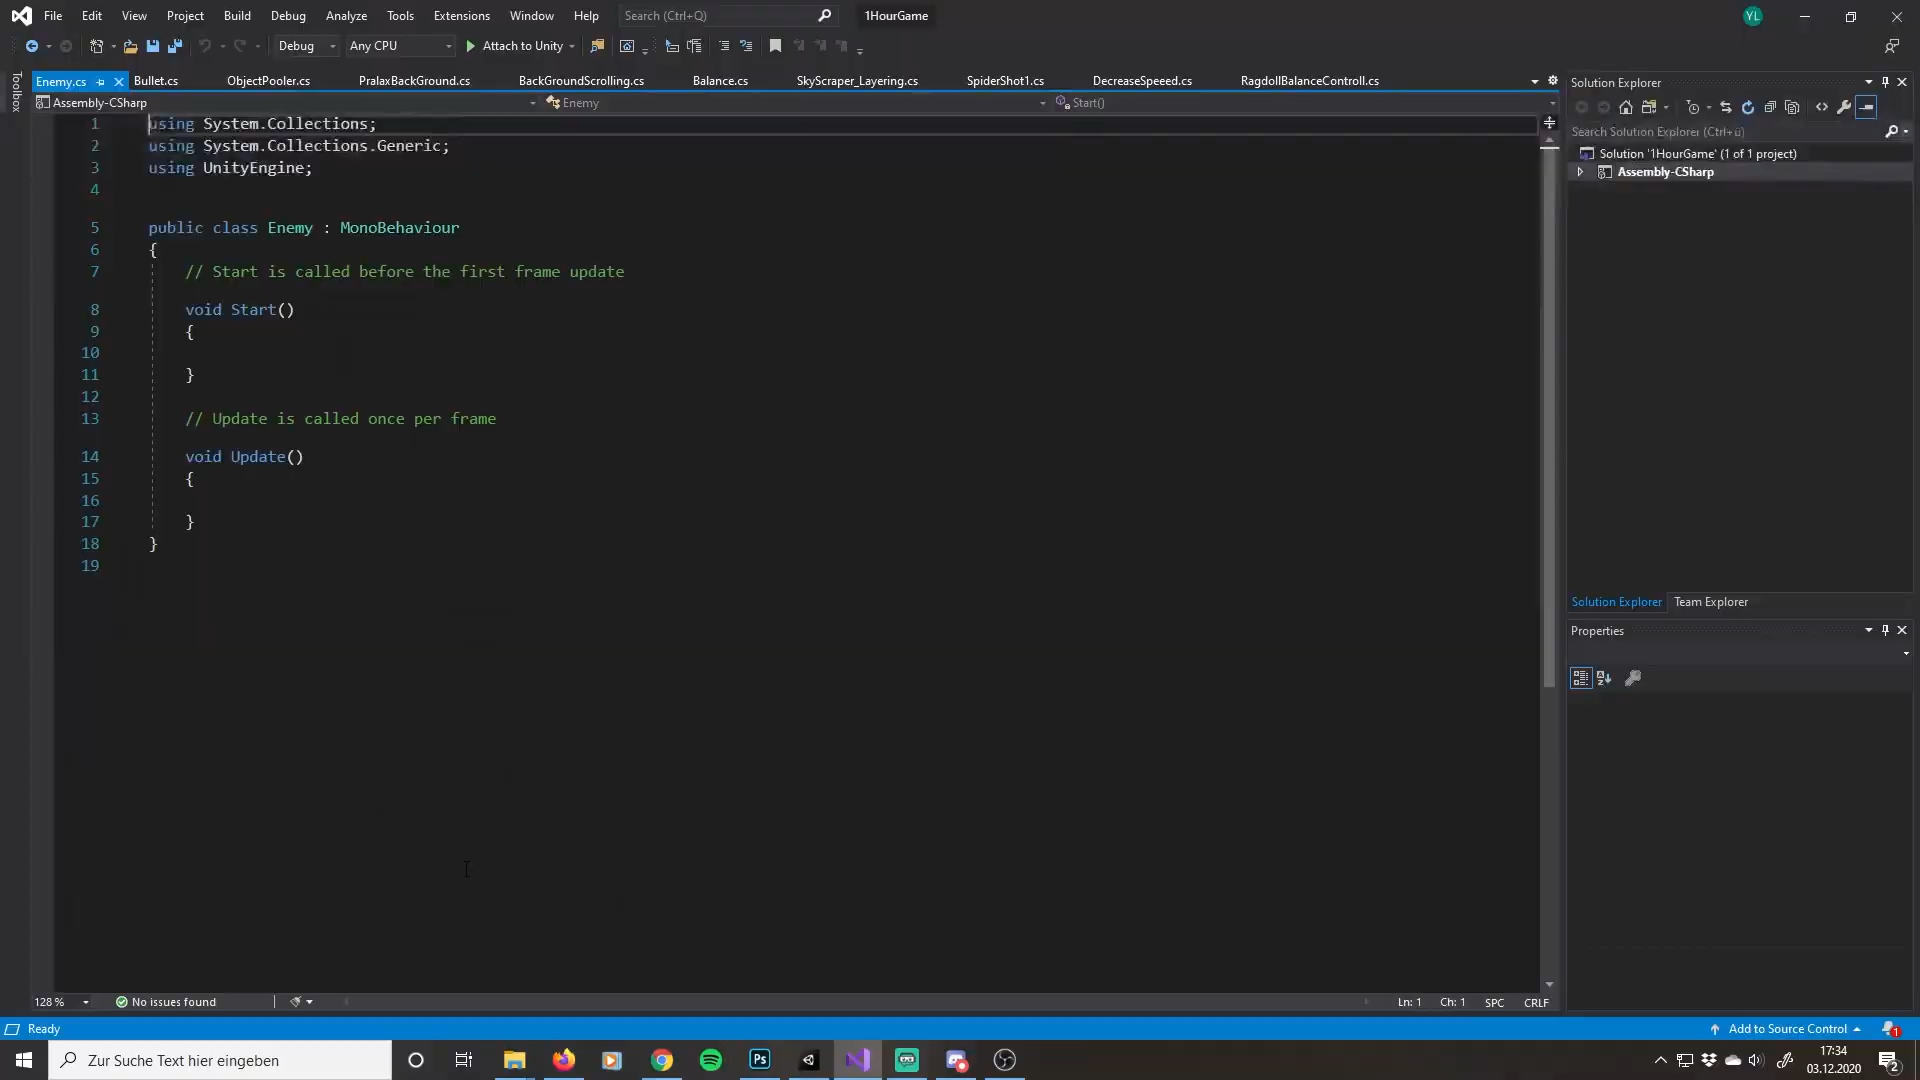 File Edit View Project Build Debug Analyze Tools Extensions Window Help Search (Ctrl+Q) 1HourGame YL
Debug Any CPU Attach to Unity
Toolbox
Enemy.cs Bullet.cs ObjectPooler.cs PralaxBackGround.cs BackGroundScrolling.cs Balance.cs SkyScraper_Layering.cs SpiderShot1.cs DecreaseSpeeed.cs RagdollBalanceControll.cs
Assembly-CSharp Enemy Start()
1 using System.Collections;
2 using System.Collections.Generic;
3 using UnityEngine;
4
5 public class Enemy : MonoBehaviour
6 {
7 // Start is called before the first frame update
8 void Start()
9 {
10
11 }
12
13 // Update is called once per frame
14 void Update()
15 {
16
17 }
18 }
19
128 % No issues found Ln: 1 Ch: 1 SPC CRLF
Solution Explorer
Search Solution Explorer (Ctrl+ü)
Solution '1HourGame' (1 of 1 project)
Assembly-CSharp
Solution Explorer Team Explorer
Properties
Ready Add to Source Control 1
Zur Suche Text hier eingeben Ps 17:34
03.12.2020 2